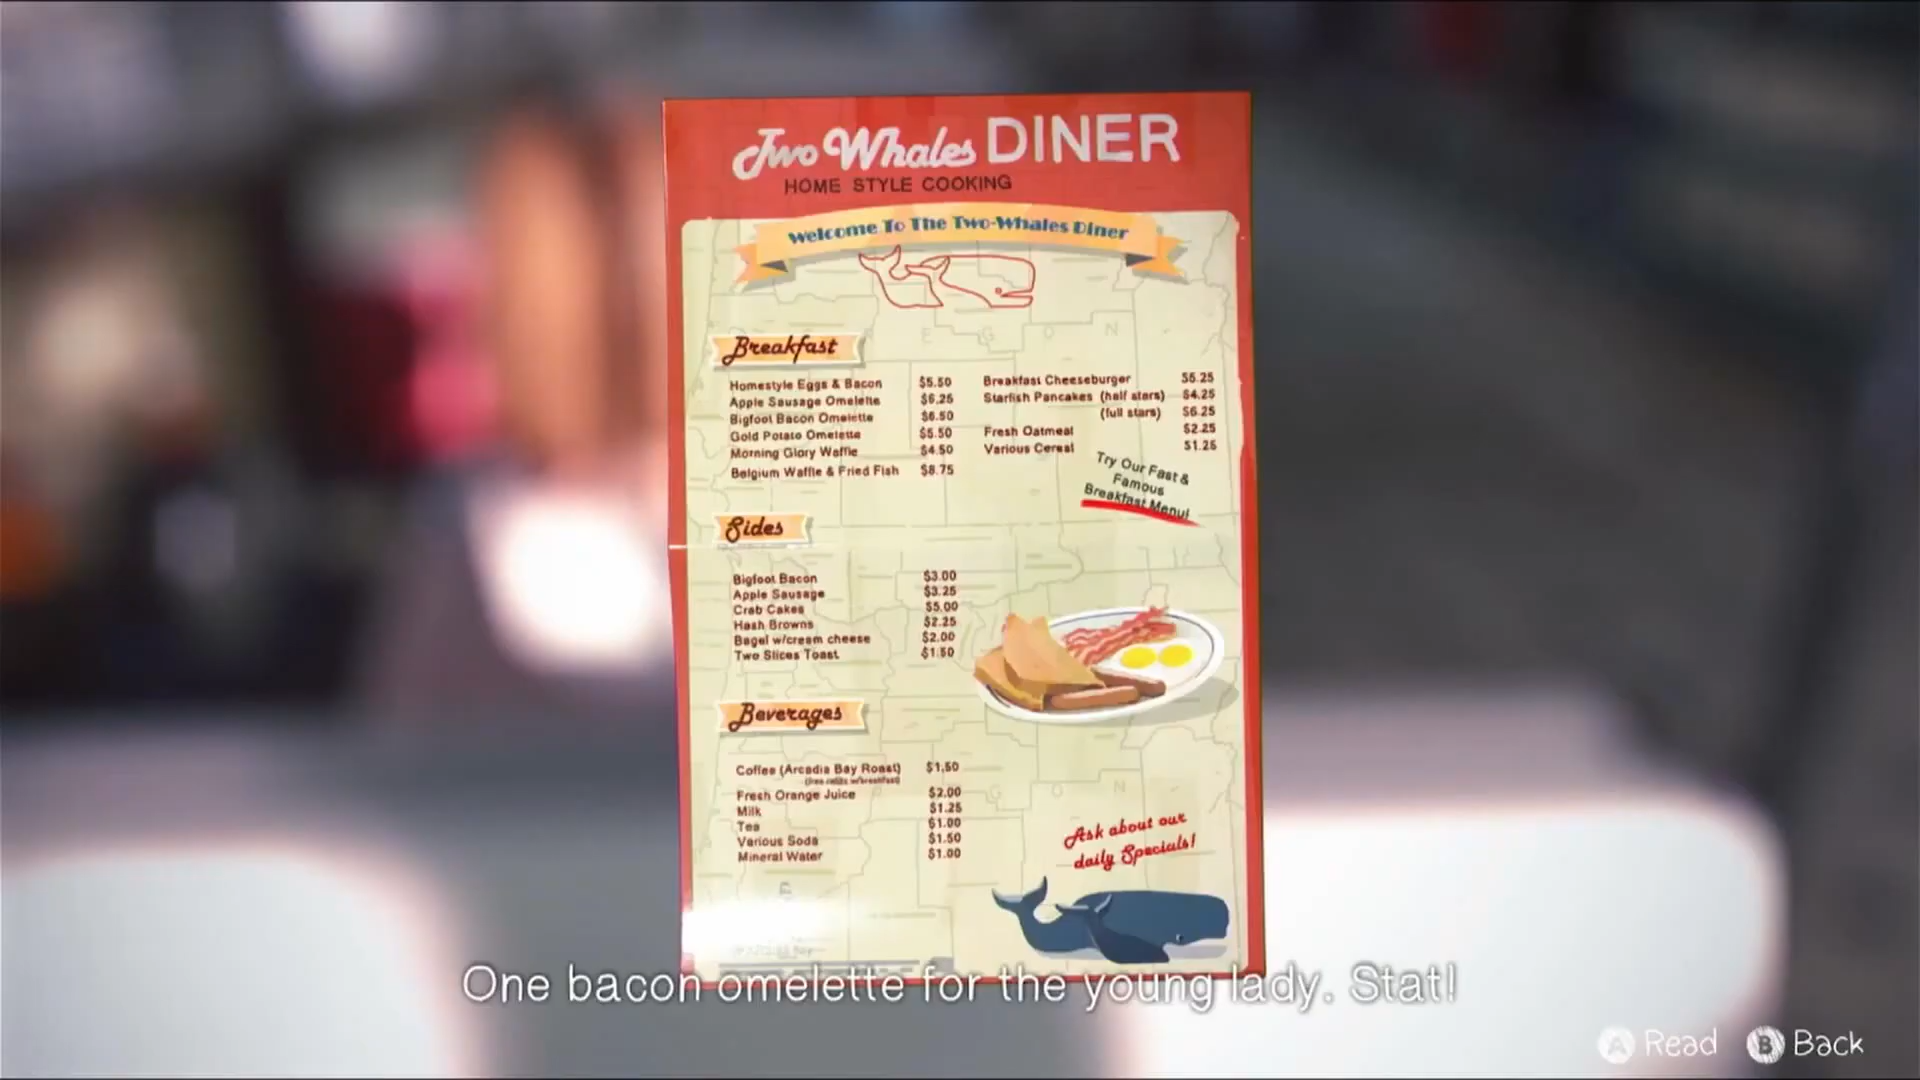 Two Whales DINER
HOME STYLE COOKING
Welcome To The Two-Whales Diner
E G O N
Breakfast
Homestyle Eggs & Bacon $5.50
Apple Sausage Omelette $6.25
Bigfoot Bacon Omelette $6.50
Gold Potato Omelette $5.50
Morning Glory Waffle $4.50
Belgium Waffle & Fried Fish $8.75
Breakfast Cheeseburger $5.25
Starfish Pancakes (half stars) $4.25
(full stars) $6.25
Fresh Oatmeal $2.25
Various Cereal $1.25
Try Our Fast &
Famous
Breakfast Menu!
Sides
Bigfoot Bacon $3.00
Apple Sausage $3.25
Crab Cakes $5.00
Hash Browns $2.25
Bagel w/cream cheese $2.00
Two Slices Toast $1.50
Beverages
Coffee (Arcadia Bay Roast) $1.50
(free refills w/breakfast)
Fresh Orange Juice $2.00
Milk $1.25
Tea $1.00
Various Soda $1.50
Mineral Water $1.00
G O N
Ask about our
daily Specials!
One bacon omelette for the young lady. Stat!
A Read B Back